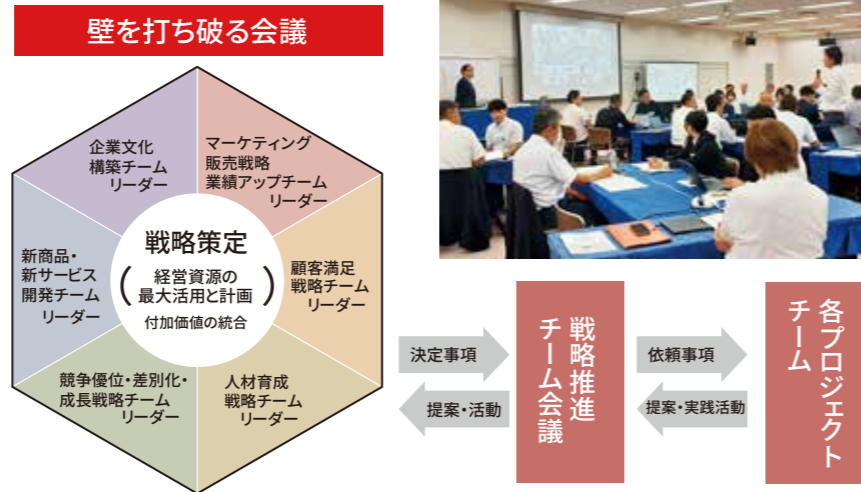 壁を打ち破る会議
企業文化
構築チーム
リーダー
マーケティング
販売戦略
業績アップチーム
リーダー
新商品・
新サービス
開発チーム
リーダー
戦略策定
(経営資源の
最大活用と計画)
付加価値の統合
顧客満足
戦略チーム
リーダー
競争優位・差別化・
成長戦略チーム
リーダー
人材育成
戦略チーム
リーダー
決定事項
提案・活動
戦略推進
チーム会議
依頼事項
提案・実践活動
各プロジェクト
チーム